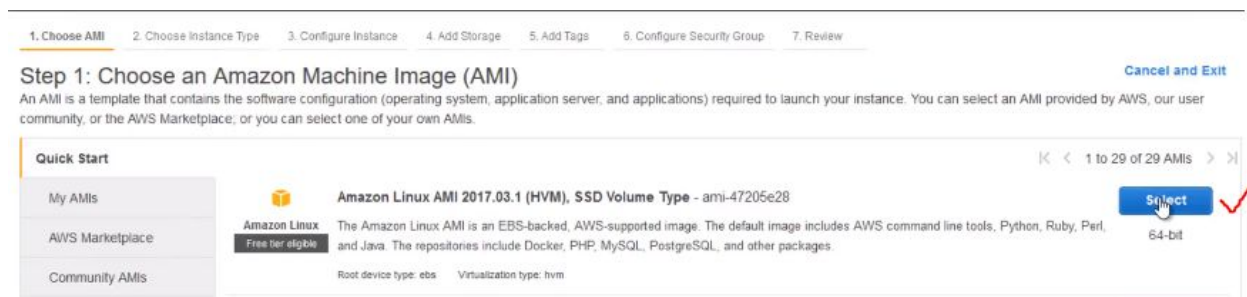 1. Choose AMI 2. Choose Instance Type 3. Configure Instance 4. Add Storage 5. Add Tags 6. Configure Security Group 7. Review
Step 1: Choose an Amazon Machine Image (AMI)
Cancel and Exit
An AMI is a template that contains the software configuration (operating system, application server, and applications) required to launch your instance. You can select an AMI provided by AWS, our user
community, or the AWS Marketplace; or you can select one of your own AMIs.
Quick Start
1 to 29 of 29 AMIs
My AMIs
AWS Marketplace
Community AMIs
Amazon Linux
Free tier eligible
Amazon Linux AMI 2017.03.1 (HVM), SSD Volume Type - ami-47205e28
The Amazon Linux AMI is an EBS-backed, AWS-supported image. The default image includes AWS command line tools, Python, Ruby, Perl,
and Java. The repositories include Docker, PHP, MySQL, PostgreSQL, and other packages.
Root device type: ebs Virtualization type: hvm
Select
64-bit